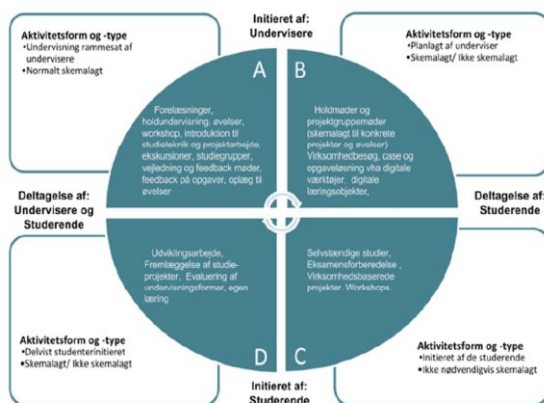 Initieret af:
Undervisere
Aktivitetsform og -type
•Undervisning rammesat af
undervisere
•Normalt skemalagt
Aktivitetsform og -type
•Planlagt af underviser
•Skemalagt/ Ikke skemalagt
A
Forelæsninger,
holdundervisning, øvelser,
workshop, introduktion til
studieteknik og projektarbejde,
ekskursioner, studiegrupper,
vejledning og feedback møder,
feedback på opgaver, oplæg til
øvelser
B
Holdmøder og
projektgruppemøder
(skemalagt til konkrete
projekter og øvelser)
Virksomhedbesøg, case og
opgaveløsning vha digitale
værktøjer. digitale
læringsobjekter,
Deltagelse af:
Undervisere og
Studerende
Deltagelse af:
Studerende
Udviklingsarbejde,
Fremlæggelse af studie-
projekter, Evaluering af
undervisningsformer, egen
læring
D
Selvstændige studier,
Eksamensforberedelse ,
Virksomhedsbaserede
projekter. Workshops.
C
Aktivitetsform og -type
•Delvist studenterinitieret
•Skemalagt/ Ikke skemalagt
Aktivitetsform og -type
•Initieret af de studerende
•Ikke nødvendigvis skemalagt
Initieret af:
Studerende